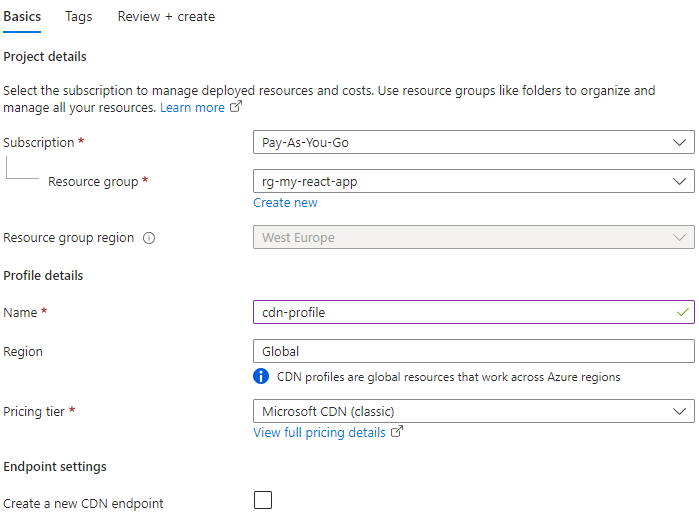 Basics Tags Review + create
Project details
Select the subscription to manage deployed resources and costs. Use resource groups like folders to organize and
manage all your resources. Learn more
Subscription * Pay-As-You-Go
Resource group * rg-my-react-app
Create new
Resource group region West Europe
Profile details
Name * cdn-profile
Region Global
CDN profiles are global resources that work across Azure regions
Pricing tier * Microsoft CDN (classic)
View full pricing details
Endpoint settings
Create a new CDN endpoint